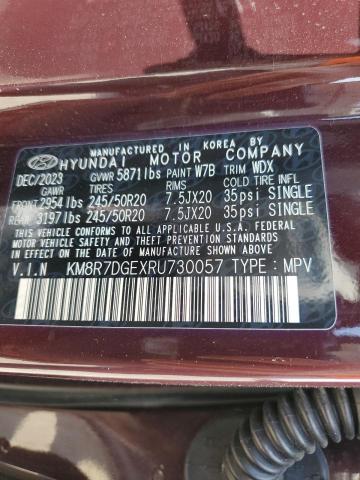 MANUFACTURED IN KOREA BY
HYUNDAI MOTOR COMPANY
DEC/2023 GVWR 5871lbs PAINT W7B TRIM WDX
GAWR TIRES RIMS COLD TIRE INFL
FRONT 2954 lbs 245/50R20 7.5JX20 35psi SINGLE
REAR 3197 lbs 245/50R20 7.5JX20 35psi SINGLE
THIS VEHICLE CONFORMS TO ALL APPLICABLE U.S.A. FEDERAL
MOTOR VEHICLE SAFETY STANDARDS IN EFFECT ON THE DATE OF
MANUFACTURE SHOWN ABOVE.
V.I.N KM8R7DGEXRU730057 TYPE : MPV